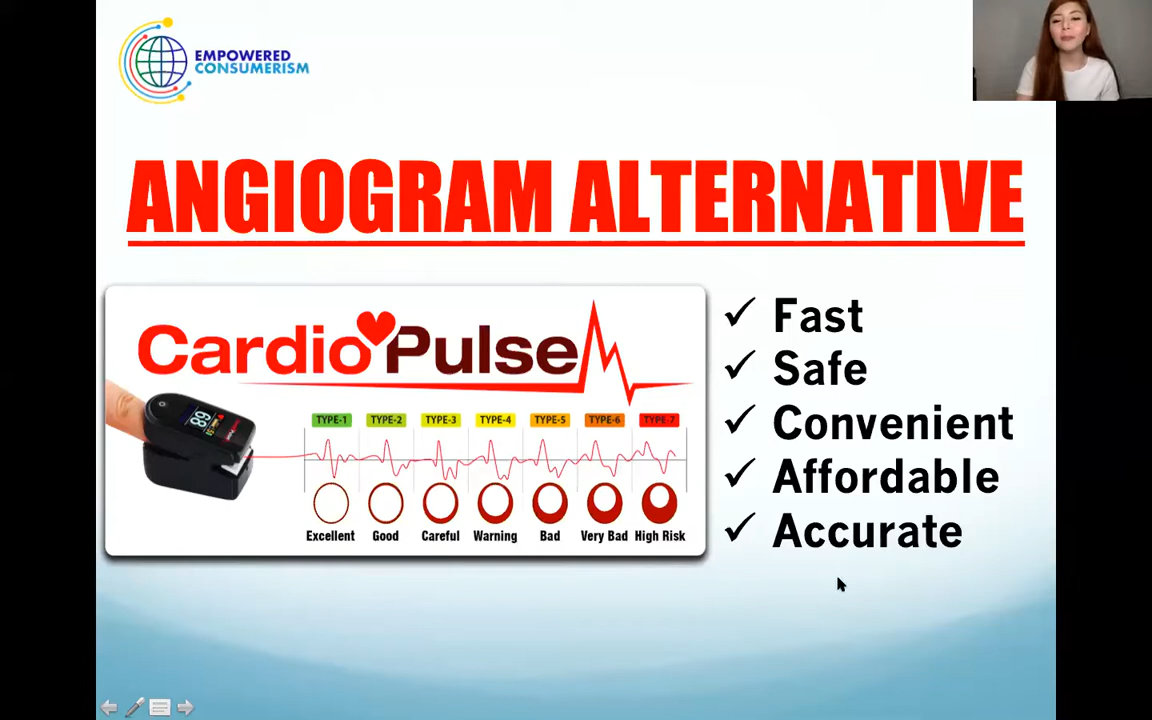 EMPOWERED
CONSUMERISM
ANGIOGRAM ALTERNATIVE
CardioPulse
TYPE-1 TYPE-2 TYPE-3 TYPE-4 TYPE-5 TYPE-6 TYPE-7
Excellent Good Careful Warning Bad Very Bad High Risk
✓ Fast
✓ Safe
✓ Convenient
✓ Affordable
✓ Accurate